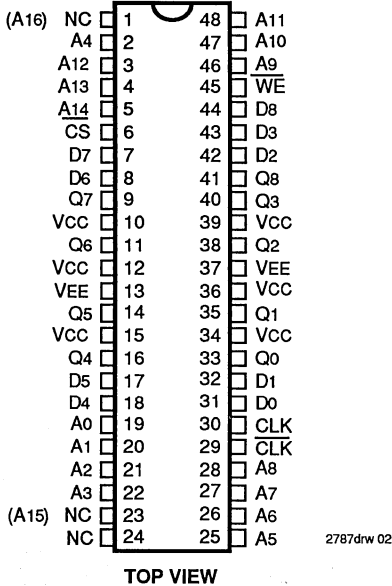 (A16) NC 1 48 A11
A4 2 47 A10
A12 3 46 A9
A13 4 45 WE
A14 5 44 D8
CS 6 43 D3
D7 7 42 D2
D6 8 41 Q8
Q7 9 40 Q3
VCC 10 39 VCC
Q6 11 38 Q2
VCC 12 37 VEE
VEE 13 36 VCC
Q5 14 35 Q1
VCC 15 34 VCC
Q4 16 33 Q0
D5 17 32 D1
D4 18 31 D0
A0 19 30 CLK
A1 20 29 CLK
A2 21 28 A8
A3 22 27 A7
(A15) NC 23 26 A6
NC 24 25 A5
2787drw 02
TOP VIEW